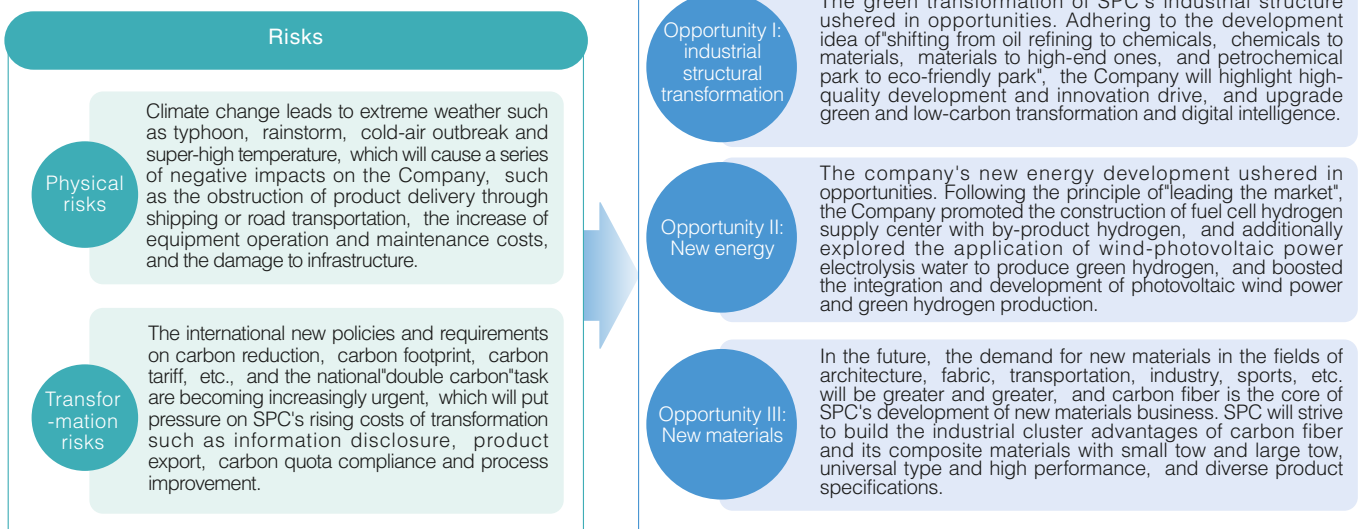 Risks
Physical
risks
Climate change leads to extreme weather such
as typhoon, rainstorm, cold-air outbreak and
super-high temperature, which will cause a series
of negative impacts on the Company, such
as the obstruction of product delivery through
shipping or road transportation, the increase of
equipment operation and maintenance costs,
and the damage to infrastructure.
Transfor
-mation
risks
The international new policies and requirements
on carbon reduction, carbon footprint, carbon
tariff, etc., and the national"double carbon"task
are becoming increasingly urgent, which will put
pressure on SPC's rising costs of transformation
such as information disclosure, product
export, carbon quota compliance and process
improvement.
Opportunity I:
industrial
structural
transformation
The green transformation of SPC's industrial structure
ushered in opportunities. Adhering to the development
idea of"shifting from oil refining to chemicals, chemicals to
materials, materials to high-end ones, and petrochemical
park to eco-friendly park", the Company will highlight high-
quality development and innovation drive, and upgrade
green and low-carbon transformation and digital intelligence.
Opportunity II:
New energy
The company's new energy development ushered in
opportunities. Following the principle of"leading the market",
the Company promoted the construction of fuel cell hydrogen
supply center with by-product hydrogen, and additionally
explored the application of wind-photovoltaic power
electrolysis water to produce green hydrogen, and boosted
the integration and development of photovoltaic wind power
and green hydrogen production.
Opportunity III:
New materials
In the future, the demand for new materials in the fields of
architecture, fabric, transportation, industry, sports, etc.
will be greater and greater, and carbon fiber is the core of
SPC's development of new materials business. SPC will strive
to build the industrial cluster advantages of carbon fiber
and its composite materials with small tow and large tow,
universal type and high performance, and diverse product
specifications.